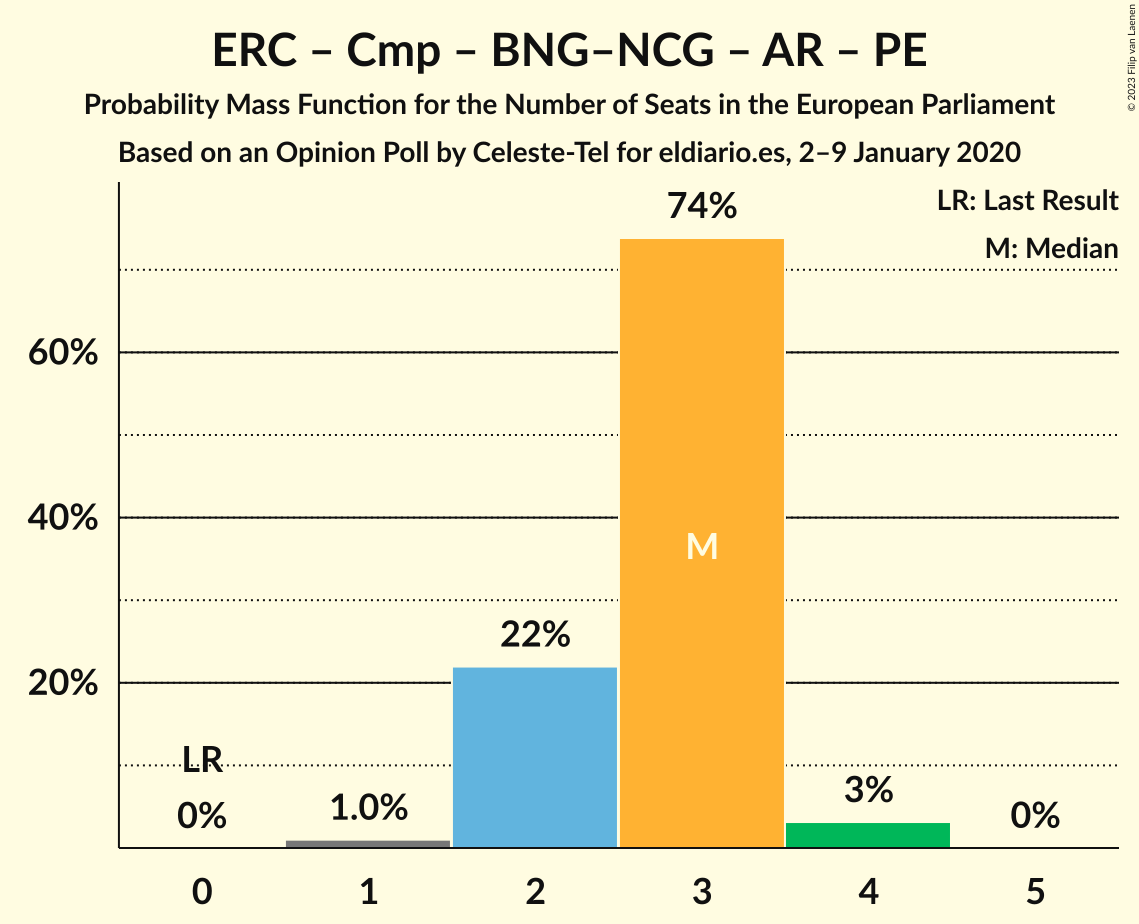 ERC – Cmp – BNG–NCG – AR – PE
Probability Mass Function for the Number of Seats in the European Parliament
Based on an Opinion Poll by Celeste-Tel for eldiario.es, 2–9 January 2020
© 2023 Filip van Laenen
LR: Last Result
M: Median
74%
60%
40%
M
22%
20%
LR
0%
1.0%
3%
0%
0 1 2 3 4 5